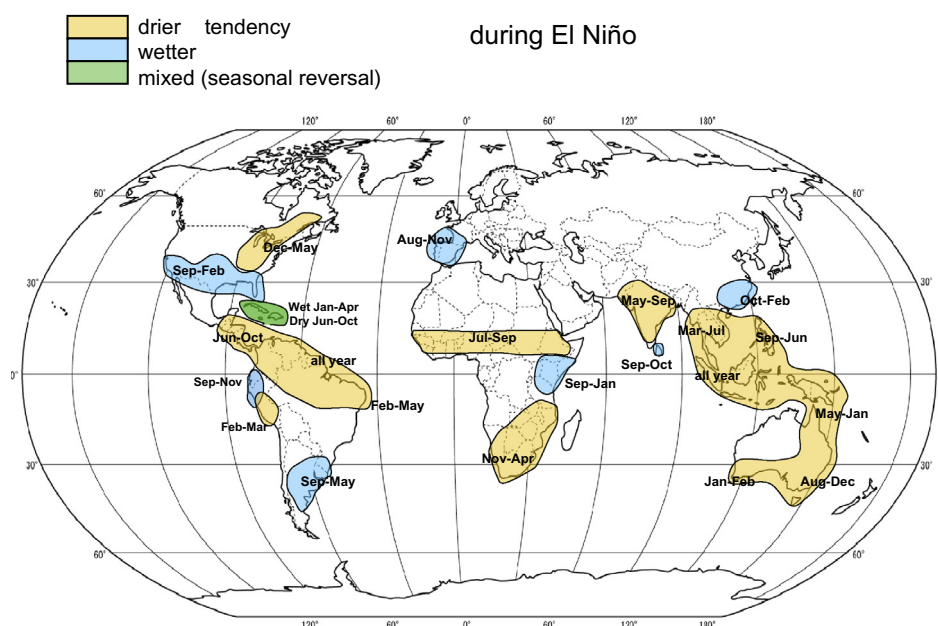 drier tendency
wetter
mixed (seasonal reversal)
during El Niño
120° 60° 0° 60° 120° 180°
60° 60°
Aug-Nov
Dec-May
Sep-Feb
30° 30°
May-Sep
Oct-Feb
Wet Jan-Apr
Dry Jun-Oct
Mar-Jul
Jun-Oct
Jul-Sep
Sep-Jun
all year
Sep-Oct
0° 0°
all year
Sep-Nov
Sep-Jan
Feb-May
May-Jan
Feb-Mar
30° 30°
Nov-Apr
Sep-May
Jan-Feb
Aug-Dec
60° 60°
120° 60° 0° 60° 120° 180°